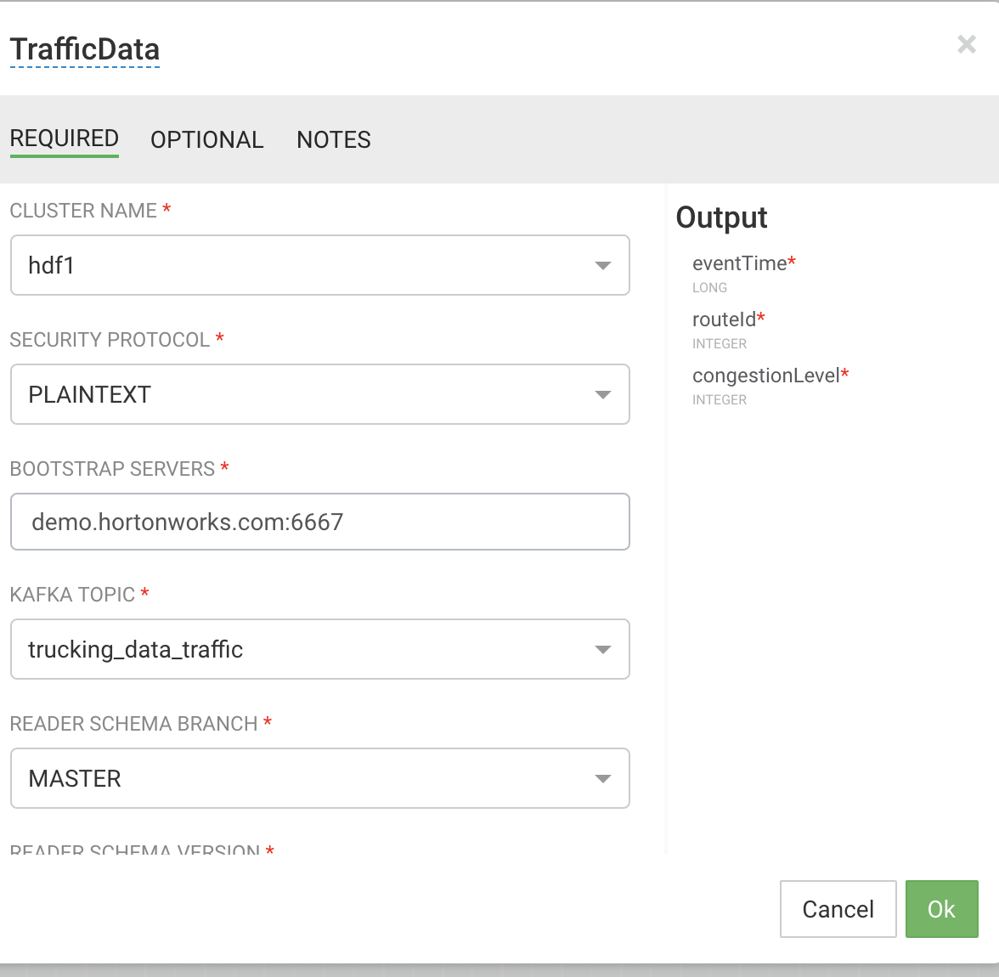 TrafficData
×
REQUIRED OPTIONAL NOTES
CLUSTER NAME *
hdf1
SECURITY PROTOCOL *
PLAINTEXT
BOOTSTRAP SERVERS *
demo.hortonworks.com:6667
KAFKA TOPIC *
trucking_data_traffic
READER SCHEMA BRANCH *
MASTER
READER SCHEMA VERSION *
Output
eventTime*
LONG
routeId*
INTEGER
congestionLevel*
INTEGER
Cancel Ok